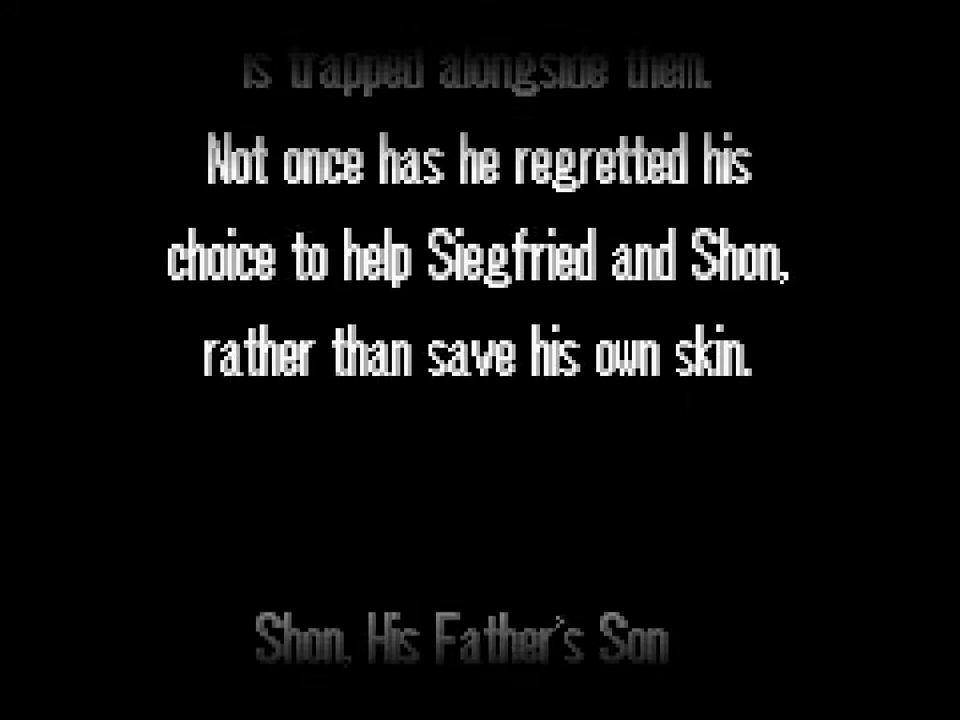 is trapped alongside them.
Not once has he regretted his
choice to help Siegfried and Shon,
rather than save his own skin.
Shon, His Father's Son